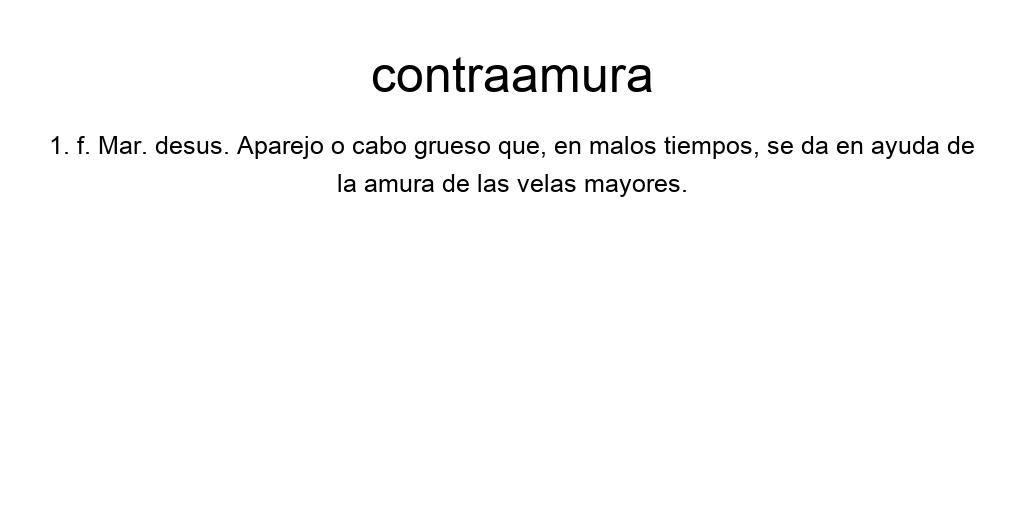 contraamura
1. f. Mar. desus. Aparejo o cabo grueso que, en malos tiempos, se da en ayuda de
la amura de las velas mayores.